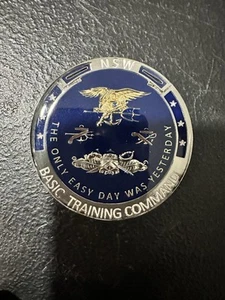 NSW
THE ONLY EASY DAY WAS YESTERDAY
BASIC TRAINING COMMAND